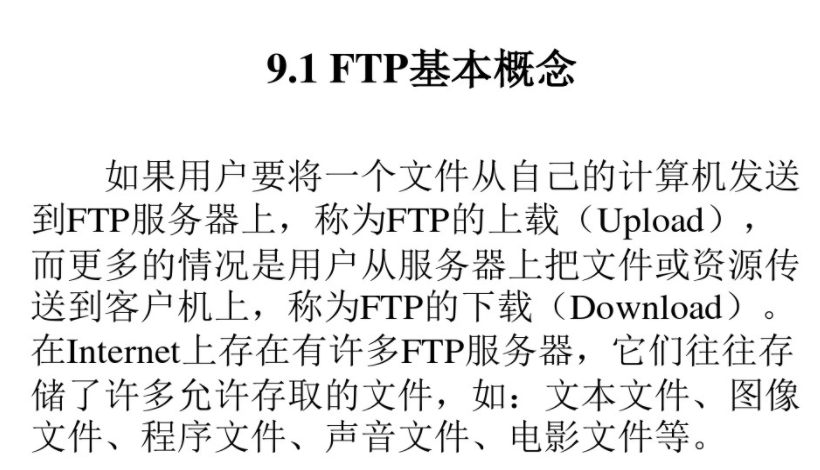 9.1 FTP基本概念
如果用户要将一个文件从自己的计算机发送
到FTP服务器上，称为FTP的上载（Upload），
而更多的情况是用户从服务器上把文件或资源传
送到客户机上，称为FTP的下载（Download）。
在Internet上存在有许多FTP服务器，它们往往存
储了许多允许存取的文件，如：文本文件、图像
文件、程序文件、声音文件、电影文件等。